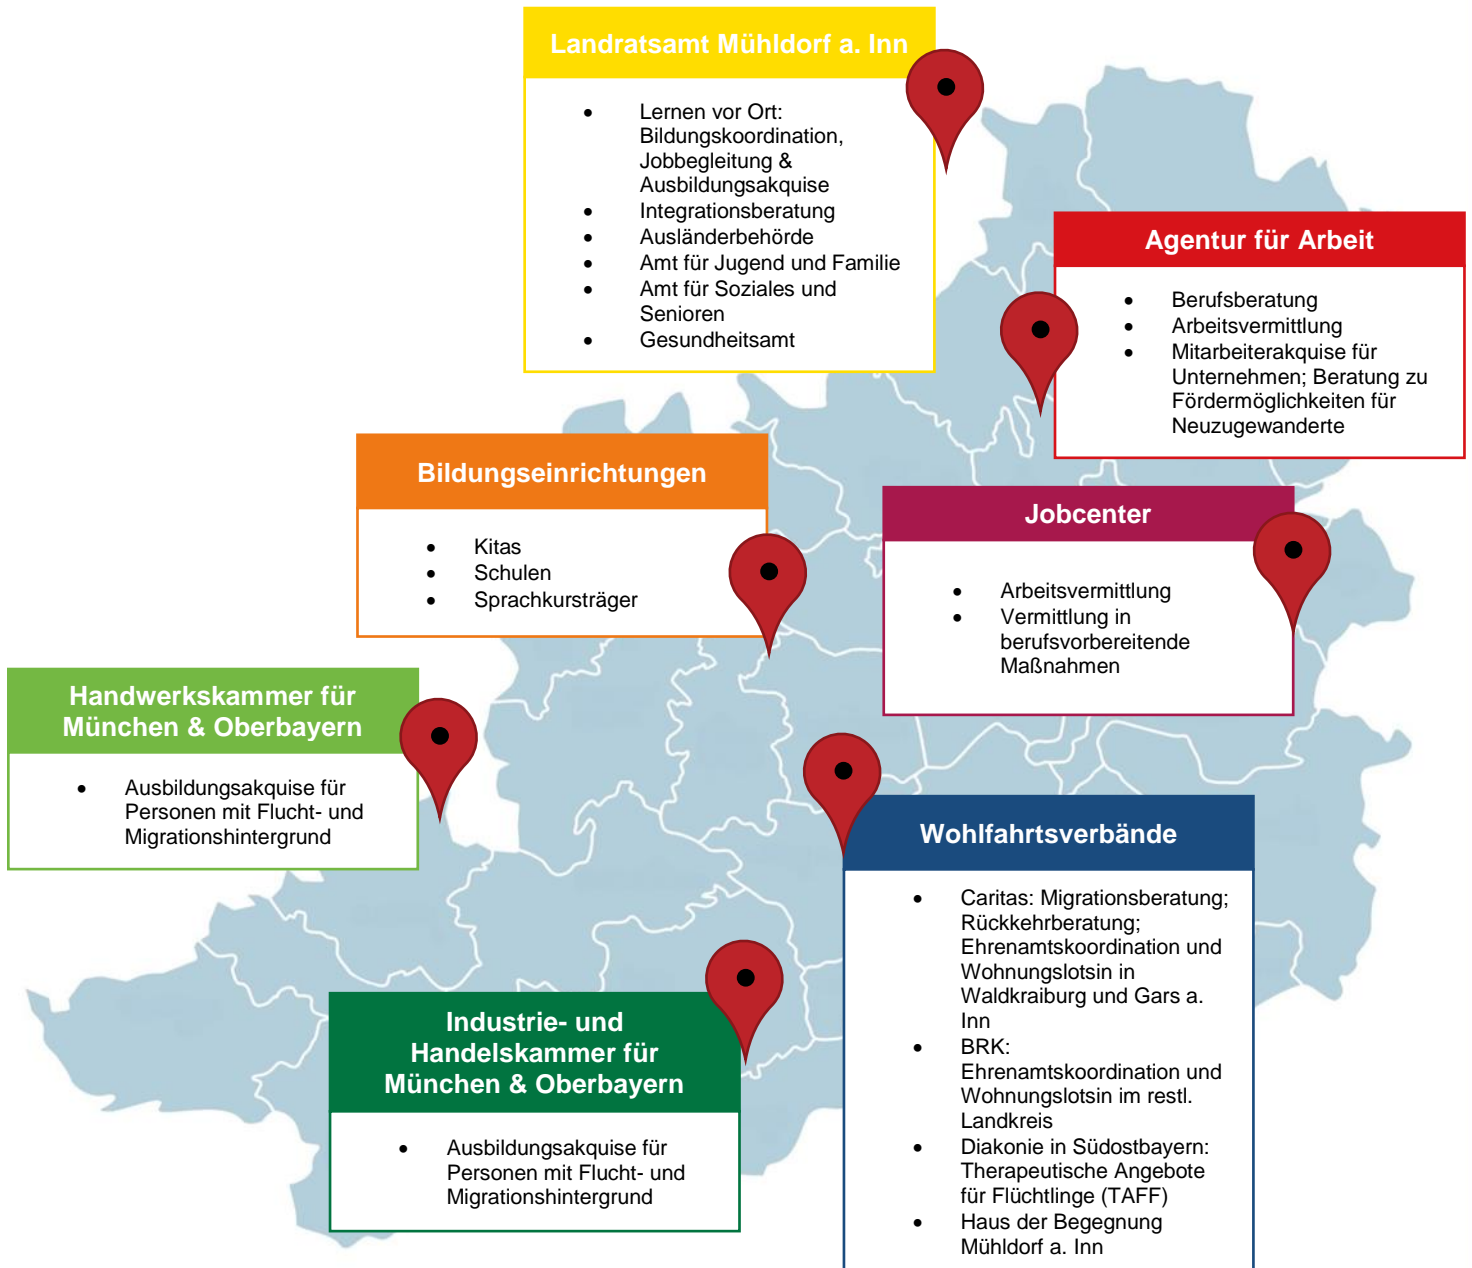 Landratsamt Mühldorf a. Inn
• Lernen vor Ort:
Bildungskoordination,
Jobbegleitung &
Ausbildungsakquise
• Integrationsberatung
• Ausländerbehörde
• Amt für Jugend und Familie
• Amt für Soziales und
Senioren
• Gesundheitsamt
Agentur für Arbeit
• Berufsberatung
• Arbeitsvermittlung
• Mitarbeiterakquise für
Unternehmen; Beratung zu
Fördermöglichkeiten für
Neuzugewanderte
Bildungseinrichtungen
• Kitas
• Schulen
• Sprachkursträger
Jobcenter
• Arbeitsvermittlung
• Vermittlung in
berufsvorbereitende
Maßnahmen
Handwerkskammer für
München & Oberbayern
• Ausbildungsakquise für
Personen mit Flucht- und
Migrationshintergrund
Wohlfahrtsverbände
• Caritas: Migrationsberatung;
Rückkehrberatung;
Ehrenamtskoordination und
Wohnungslotsin in
Waldkraiburg und Gars a.
Inn
• BRK:
Ehrenamtskoordination und
Wohnungslotsin im restl.
Landkreis
• Diakonie in Südostbayern:
Therapeutische Angebote
für Flüchtlinge (TAFF)
• Haus der Begegnung
Mühldorf a. Inn
Industrie- und
Handelskammer für
München & Oberbayern
• Ausbildungsakquise für
Personen mit Flucht- und
Migrationshintergrund